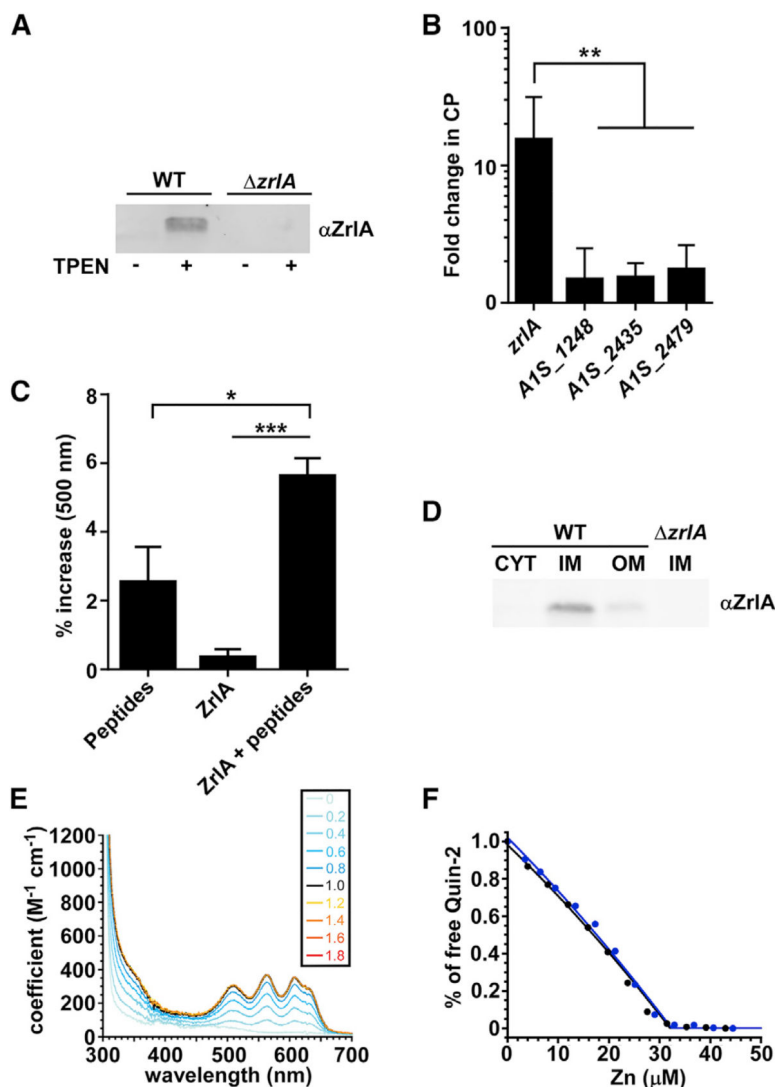 A
WT ΔzrlA
αZrlA
TPEN - + - +
B
Fold change in CP
100
10
0
**
zrlA
A1S_1248
A1S_2435
A1S_2479
C
% increase (500 nm)
8
6
4
2
0
*
***
Peptides
ZrlA
ZrlA + peptides
D
WT ΔzrlA
CYT IM OM IM
αZrlA
E
coefficient (M-1 cm-1)
1200
1000
800
600
400
200
0
300 400 500 600 700
wavelength (nm)
0
0.2
0.4
0.6
0.8
1.0
1.2
1.4
1.6
1.8
F
% of free Quin-2
1.0
0.8
0.6
0.4
0.2
0
0 10 20 30 40 50
Zn (μM)